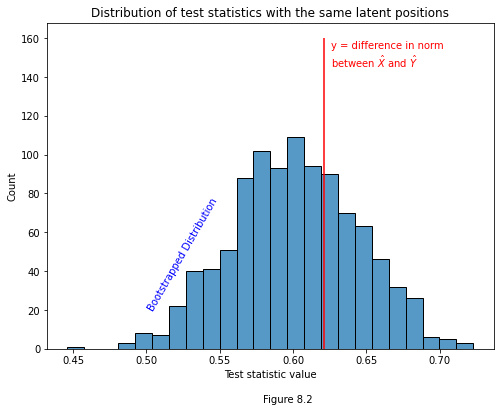 Distribution of test statistics with the same latent positions
y = difference in norm
between X̂ and Ŷ
Bootstrapped Distribution
Count
160
140
120
100
80
60
40
20
0
0.45 0.50 0.55 0.60 0.65 0.70
Test statistic value
Figure 8.2